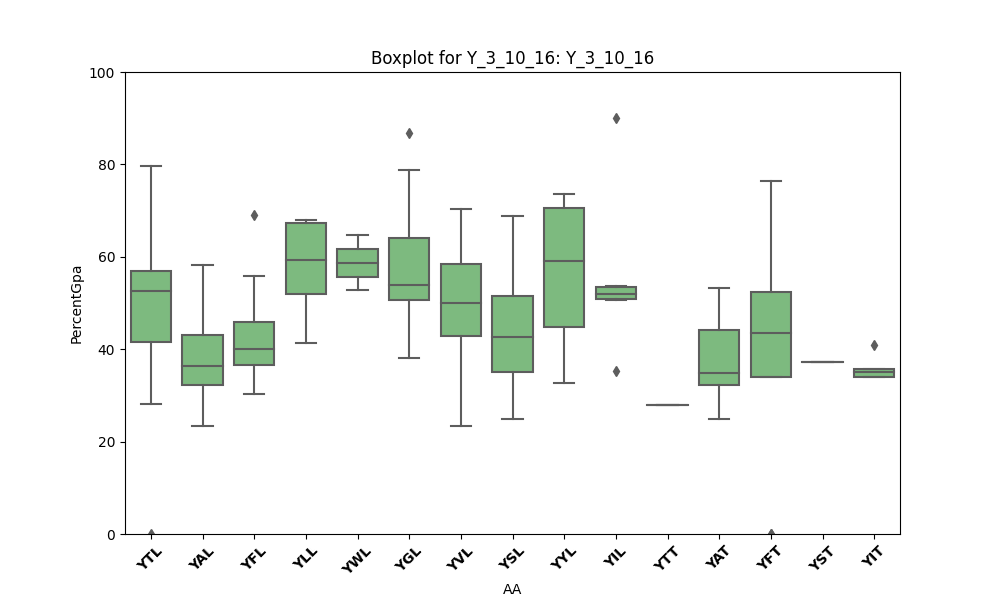 Boxplot for Y_3_10_16: Y_3_10_16
100
80
60
40
20
0
PercentGpa
YTL YAL YFL YLL YWL YGL YVL YSL YYL YIL YTT YAT YFT YST YIT
AA